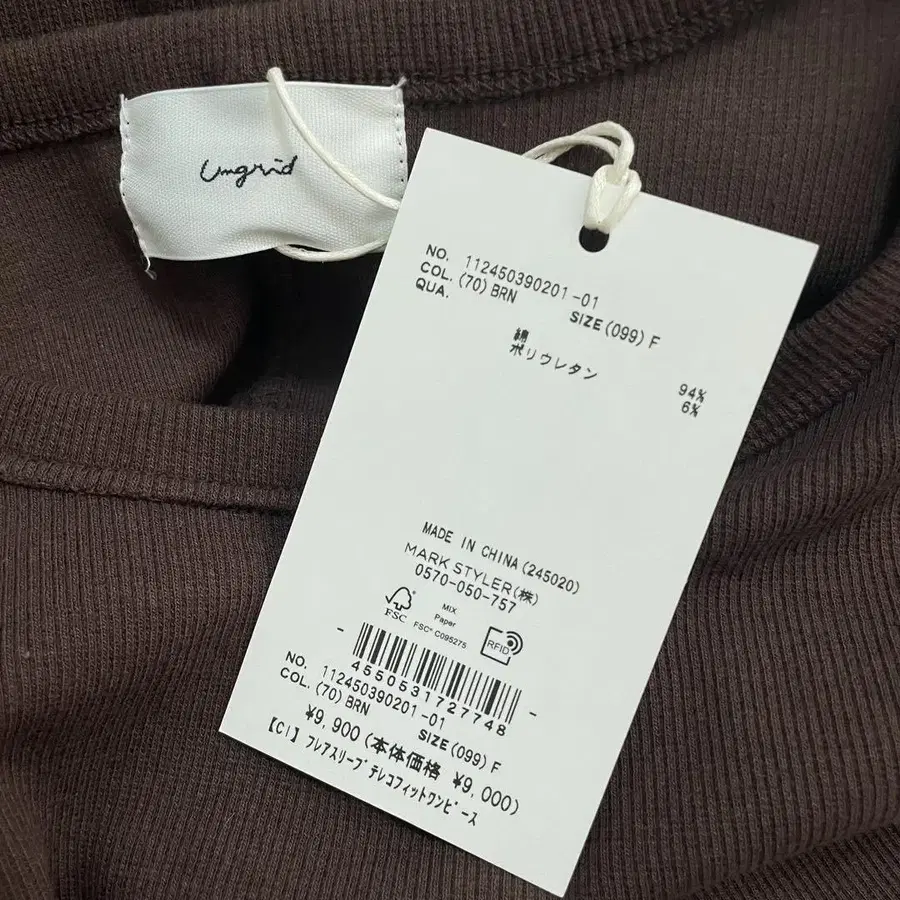 Ungrid
NO. 112450390201-01
COL. (70) BRN SIZE (099) F
QUA.
綿 94%
ポリウレタン 6%
MADE IN CHINA (245020)
MARK STYLER(株)
0570-050-757
FSC
MIX
Paper
FSC® C095275
RFID
4550531727748
NO. 112450390201-01
COL. (70) BRN SIZE (099) F
¥9,900 (本体価格 ¥9,000)
【CI】フレアスリーブテレコフィットワンピース